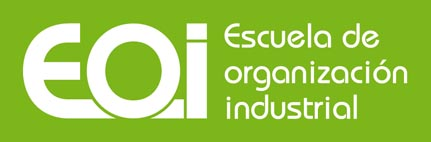 EOi
Escuela de
organización
industrial